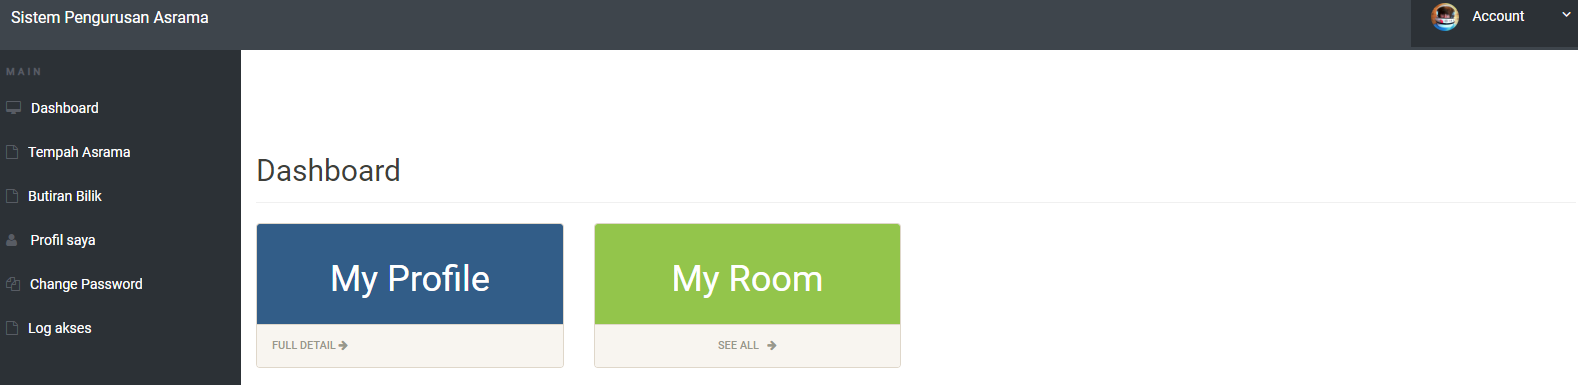 Sistem Pengurusan Asrama
Account
MAIN
Dashboard
Tempah Asrama
Butiran Bilik
Profil saya
Change Password
Log akses
Dashboard
My Profile
FULL DETAIL
My Room
SEE ALL